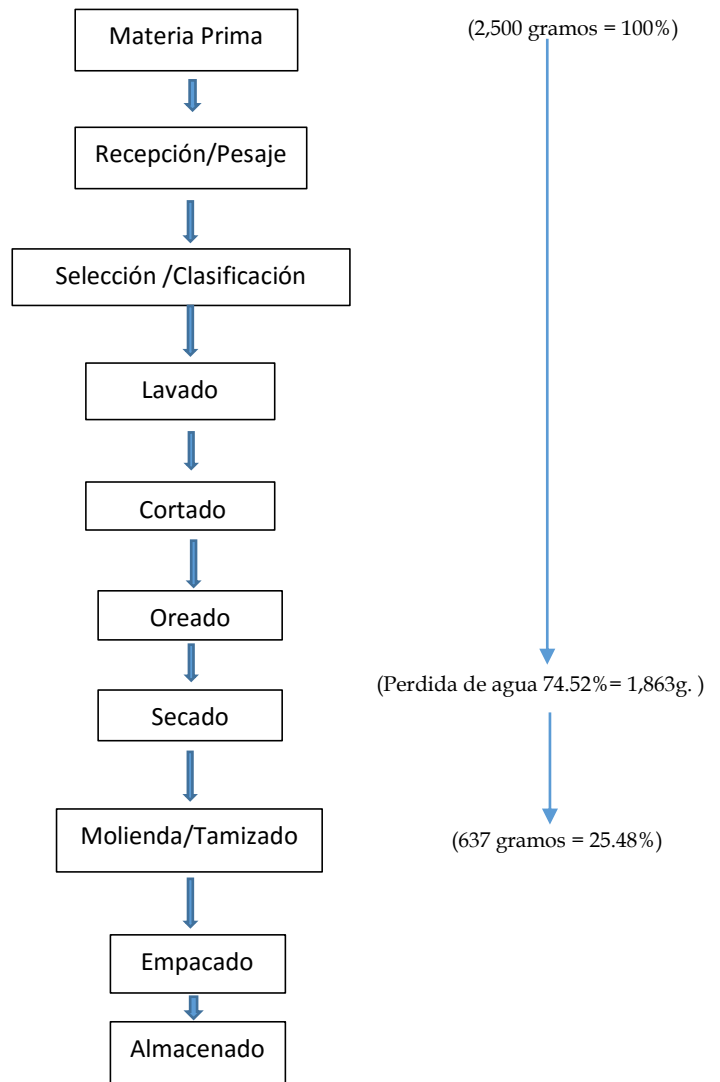 Materia Prima
(2,500 gramos = 100%)
Recepción/Pesaje
Selección /Clasificación
Lavado
Cortado
Oreado
(Perdida de agua 74.52%= 1,863g. )
Secado
Molienda/Tamizado
(637 gramos = 25.48%)
Empacado
Almacenado